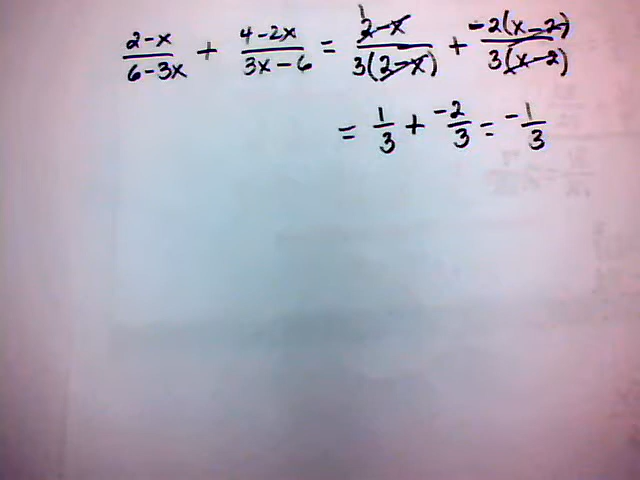 2-x/6-3x + 4-2x/3x-6 = 1 2-x/3(2-x) + -2(x-2)/3(x-2)
= 1/3 + -2/3 = -1/3